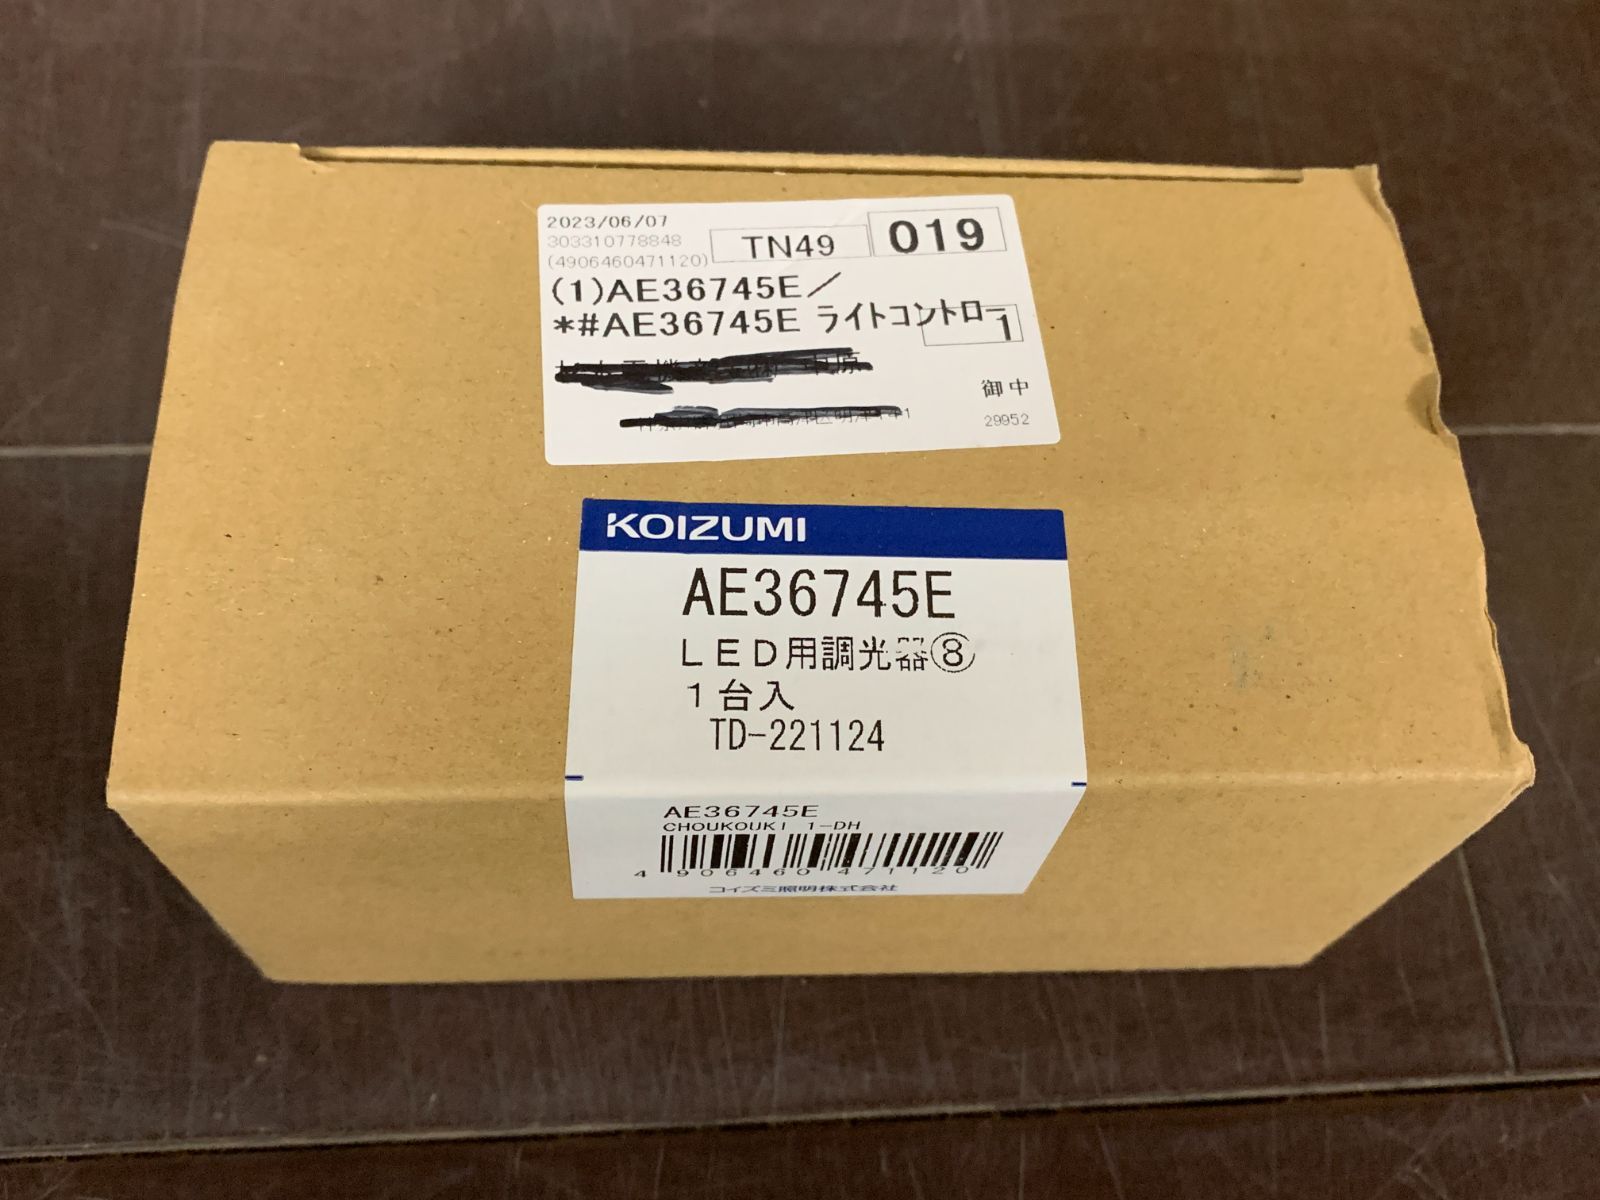 2023/06/07
303310778848
(4906460471120)
TN49
019
(1)AE36745E／
*#AE36745E ライトコントロー
1
御中
29952
KOIZUMI
AE36745E
LED用調光器⑧
1台入
TD-221124
AE36745E
CHOUKOUKI 1-DH
4 906460 471120
コイズミ照明株式会社